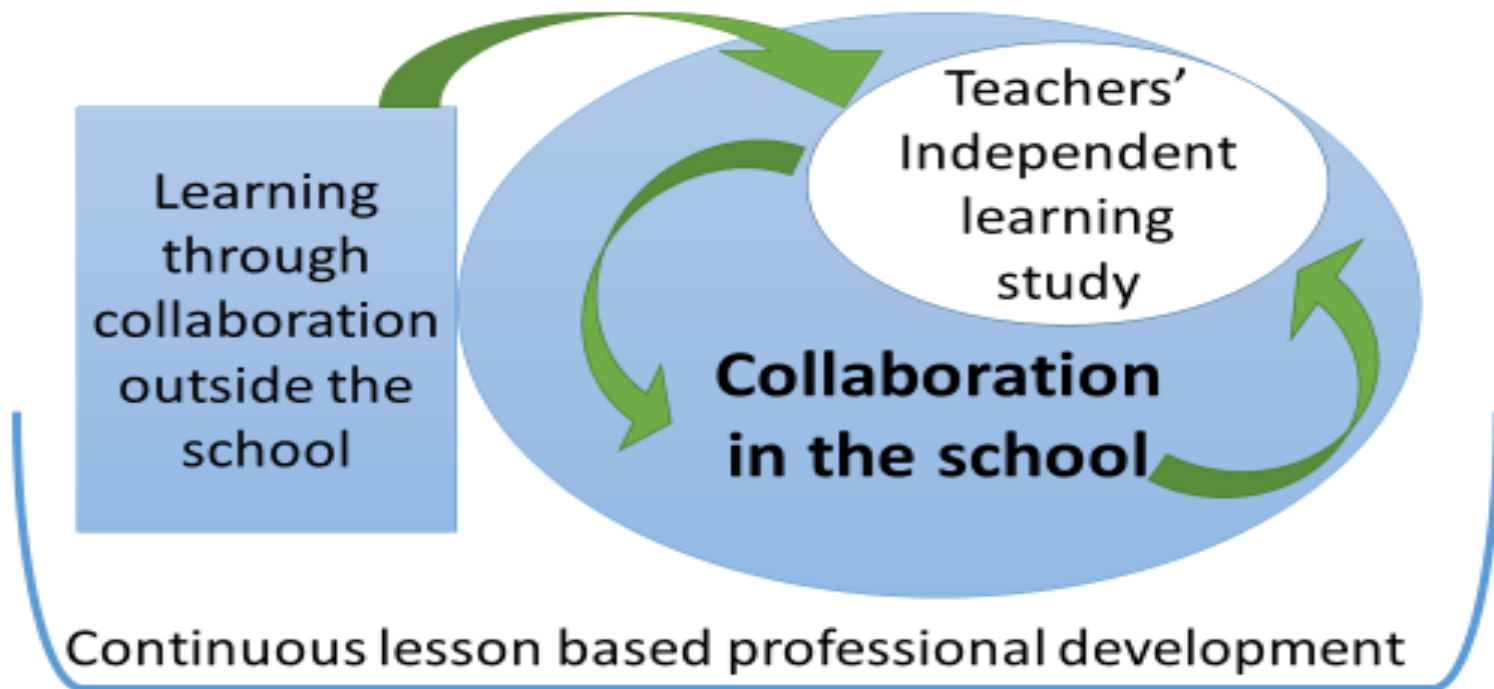 Learning
through
collaboration
outside the
school
Teachers’
Independent
learning
study
Collaboration
in the school
Continuous lesson based professional development